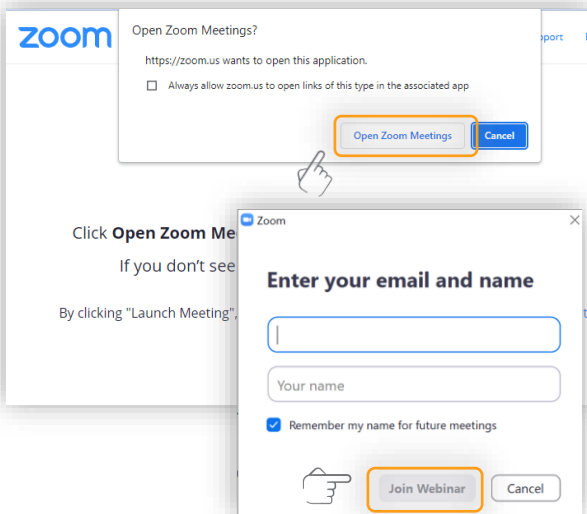 zoom
Open Zoom Meetings?
https://zoom.us wants to open this application.
Always allow zoom.us to open links of this type in the associated app
Open Zoom Meetings
Cancel
Click Open Zoom Me
If you don't see
By clicking "Launch Meeting",
Zoom
Enter your email and name
Your name
Remember my name for future meetings
Join Webinar
Cancel